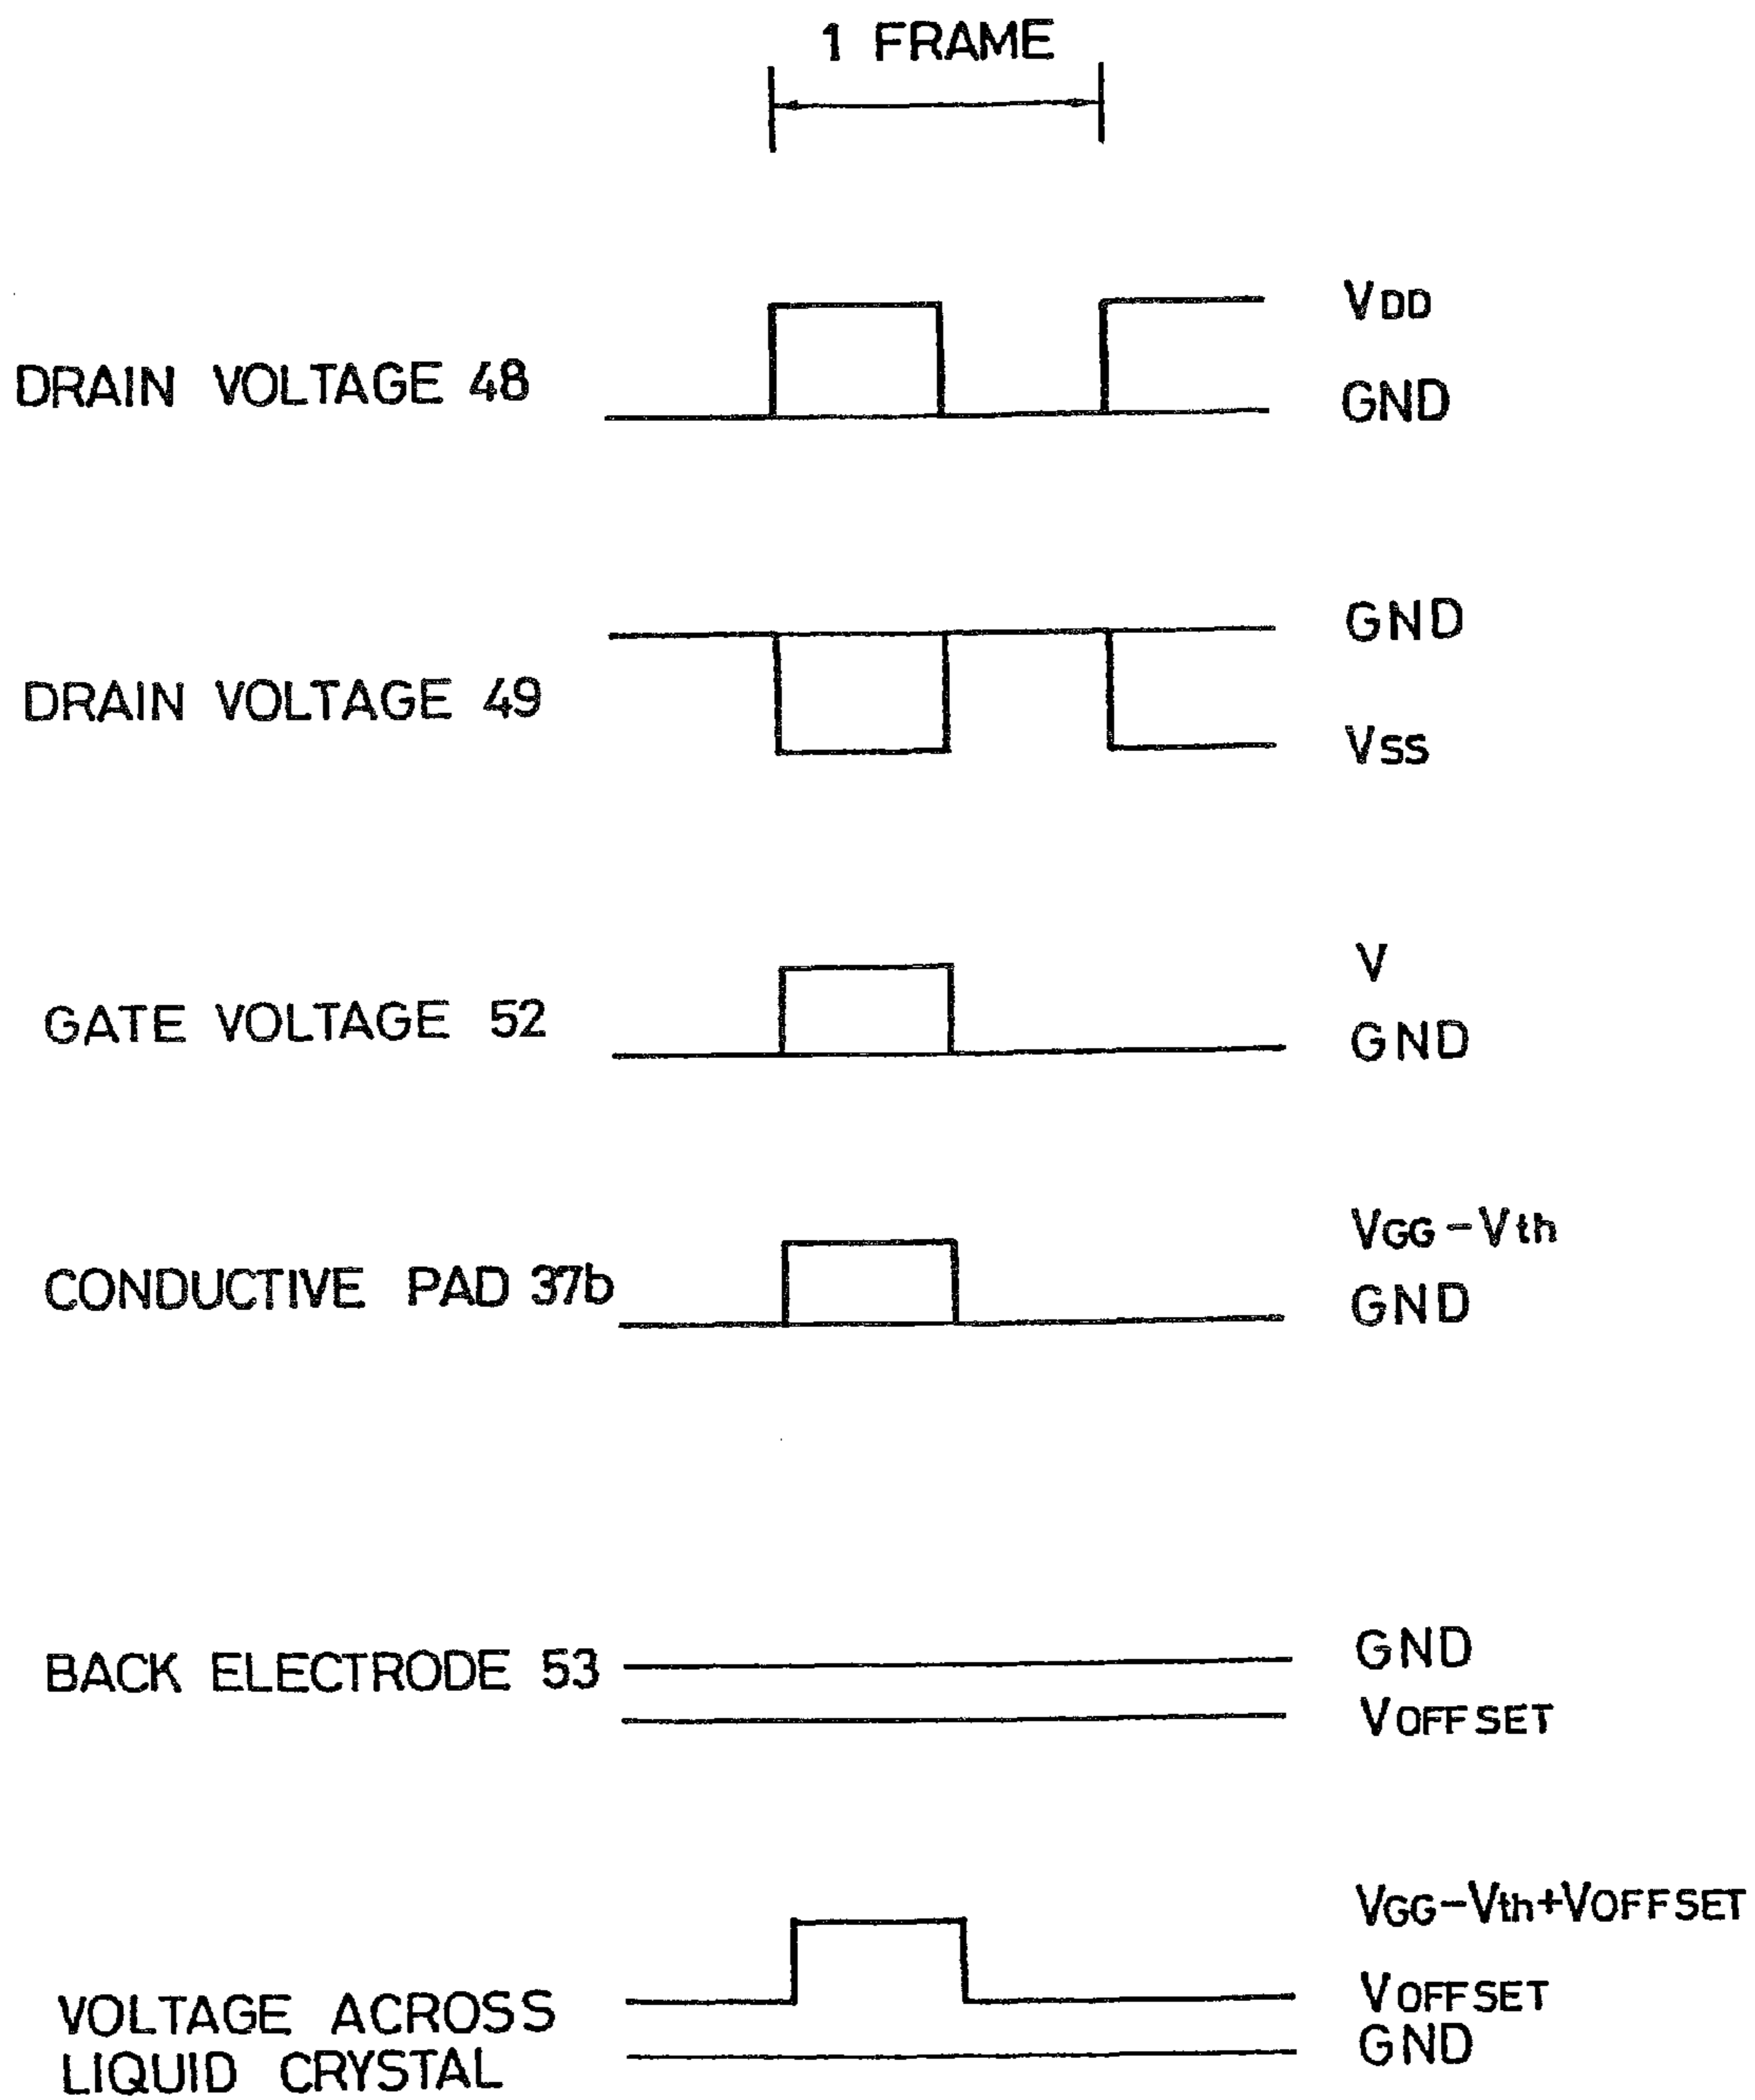 1 FRAME
VDD
DRAIN VOLTAGE 48
GND
GND
DRAIN VOLTAGE 49
VSS
V
GATE VOLTAGE 52
GND
VGG-Vth
CONDUCTIVE PAD 37b
GND
GND
BACK ELECTRODE 53
VOFFSET
VGG-Vth+VOFFSET
VOFFSET
VOLTAGE ACROSS
GND
LIQUID CRYSTAL